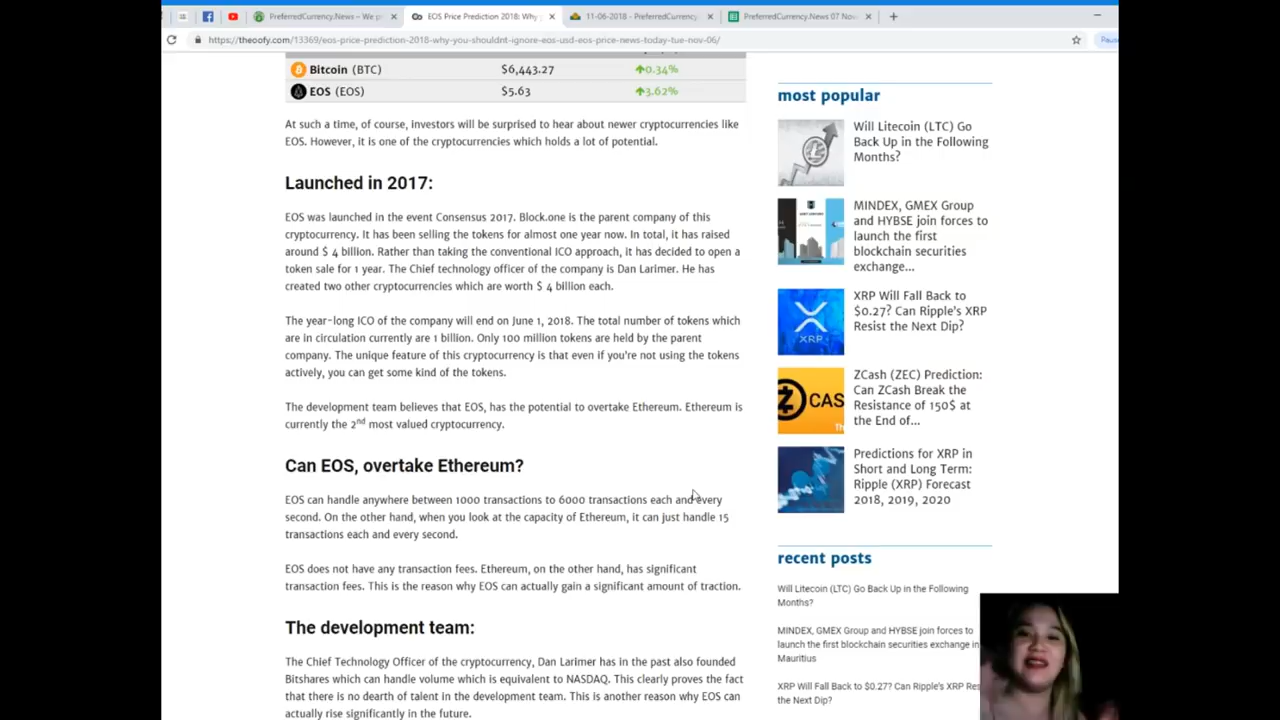 PreferredCurrency.News – We p
EOS Price Prediction 2018: Why
11-06-2018 - PreferredCurrency
PreferredCurrency.News 07 Nov
https://theoofy.com/13369/eos-price-prediction-2018-why-you-shouldnt-ignore-eos-usd-eos-price-news-today-tue-nov-06/
Paus
Bitcoin (BTC) $6,443.27 0.34%
EOS (EOS) $5.63 3.62%
At such a time, of course, investors will be surprised to hear about newer cryptocurrencies like
EOS. However, it is one of the cryptocurrencies which holds a lot of potential.
Launched in 2017:
EOS was launched in the event Consensus 2017. Block.one is the parent company of this
cryptocurrency. It has been selling the tokens for almost one year now. In total, it has raised
around $ 4 billion. Rather than taking the conventional ICO approach, it has decided to open a
token sale for 1 year. The Chief technology officer of the company is Dan Larimer. He has
created two other cryptocurrencies which are worth $ 4 billion each.
The year-long ICO of the company will end on June 1, 2018. The total number of tokens which
are in circulation currently are 1 billion. Only 100 million tokens are held by the parent
company. The unique feature of this cryptocurrency is that even if you're not using the tokens
actively, you can get some kind of the tokens.
The development team believes that EOS, has the potential to overtake Ethereum. Ethereum is
currently the 2nd most valued cryptocurrency.
Can EOS, overtake Ethereum?
EOS can handle anywhere between 1000 transactions to 6000 transactions each and every
second. On the other hand, when you look at the capacity of Ethereum, it can just handle 15
transactions each and every second.
EOS does not have any transaction fees. Ethereum, on the other hand, has significant
transaction fees. This is the reason why EOS can actually gain a significant amount of traction.
The development team:
The Chief Technology Officer of the cryptocurrency, Dan Larimer has in the past also founded
Bitshares which can handle volume which is equivalent to NASDAQ. This clearly proves the fact
that there is no dearth of talent in the development team. This is another reason why EOS can
actually rise significantly in the future.
most popular
Will Litecoin (LTC) Go
Back Up in the Following
Months?
MINDEX, GMEX Group
and HYBSE join forces to
launch the first
blockchain securities
exchange...
XRP
XRP Will Fall Back to
$0.27? Can Ripple's XRP
Resist the Next Dip?
CAS
ZCash (ZEC) Prediction:
Can ZCash Break the
Resistance of 150$ at
the End of...
Predictions for XRP in
Short and Long Term:
Ripple (XRP) Forecast
2018, 2019, 2020
recent posts
Will Litecoin (LTC) Go Back Up in the Following
Months?
MINDEX, GMEX Group and HYBSE join forces to
launch the first blockchain securities exchange in
Mauritius
XRP Will Fall Back to $0.27? Can Ripple's XRP Res
the Next Dip?